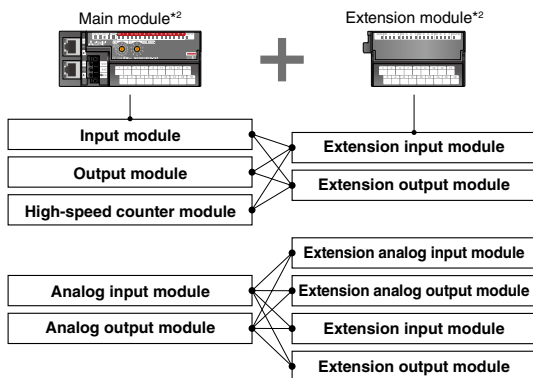 Main module*2
Extension module*2
Input module
Output module
High-speed counter module
Extension input module
Extension output module
Analog input module
Analog output module
Extension analog input module
Extension analog output module
Extension input module
Extension output module